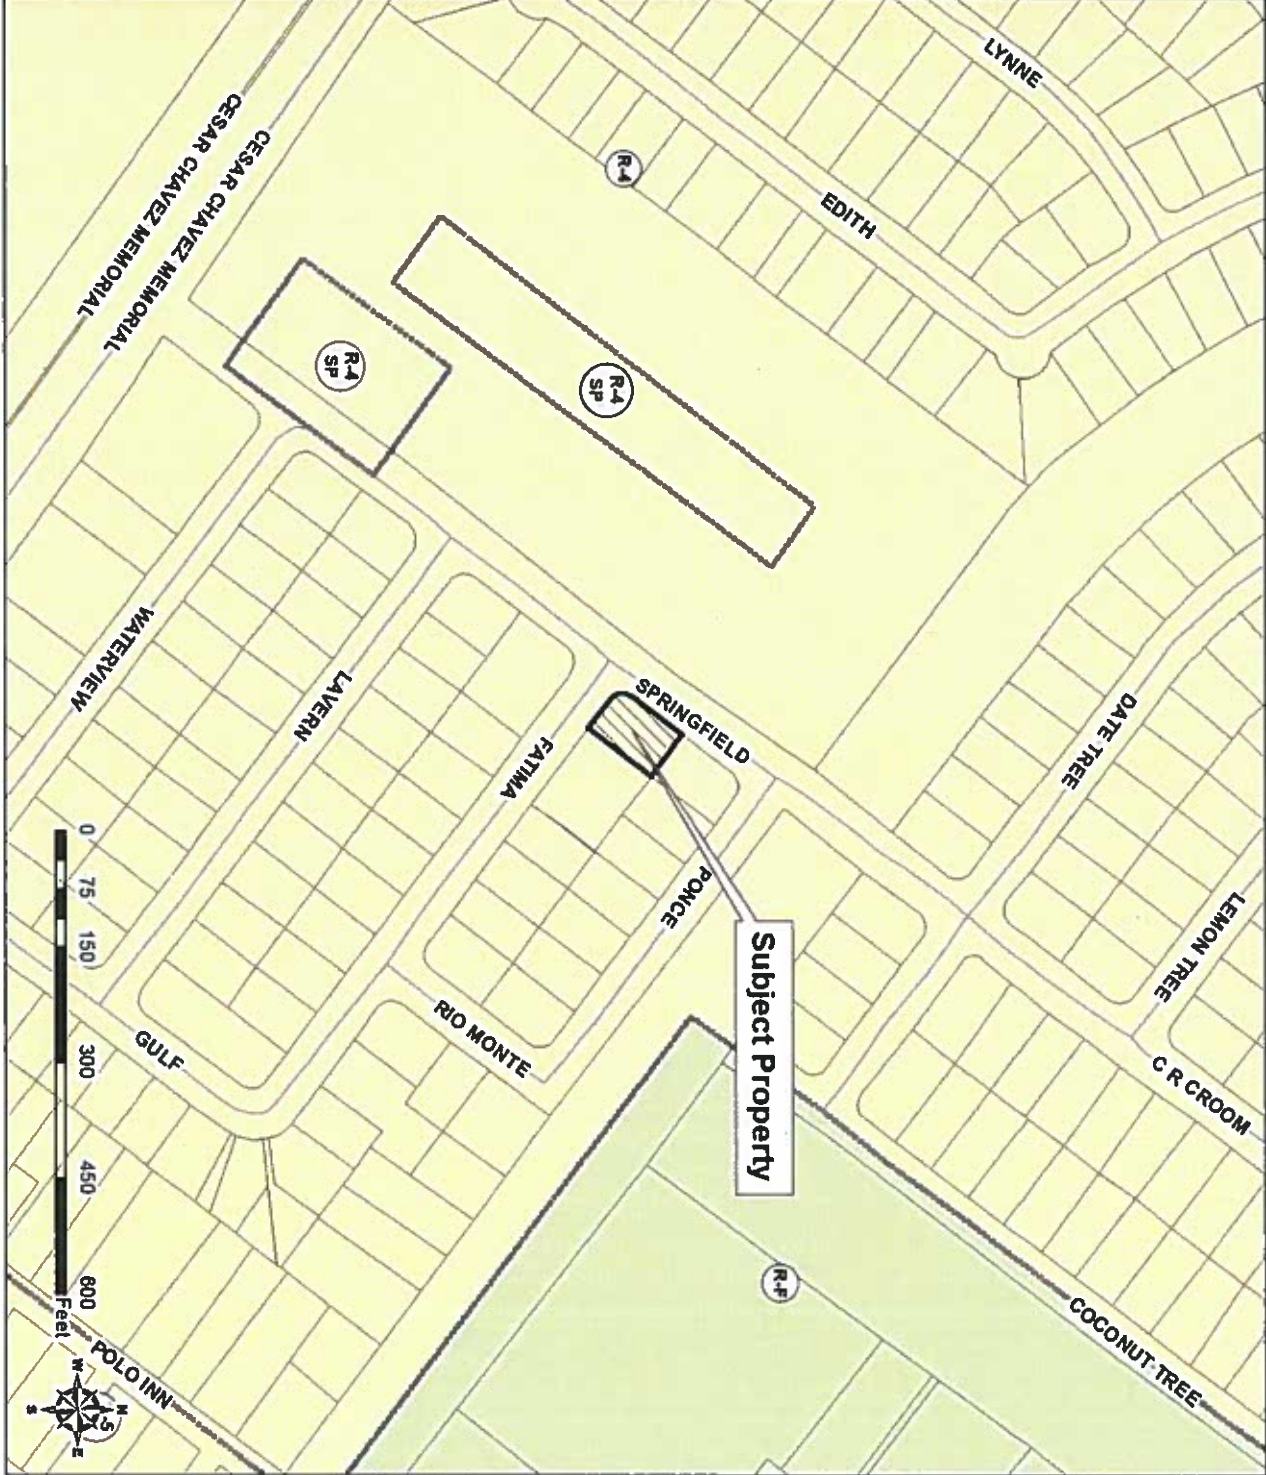 LYNNE
EDITH
CESAR CHAVEZ MEMORIAL
CESAR CHAVEZ MEMORIAL
R-4
R-4
SP
R-4
SP
SPRINGFIELD
DATE TREE
LEMON TREE
C R CROOM
COCONUT TREE
WATERVIEW
LAVERN
FATIMA
PONCE
RIO MONTE
GULF
POLO INN
Subject Property
R-F
0 75 150 300 450 600
Feet
N
W
E
S